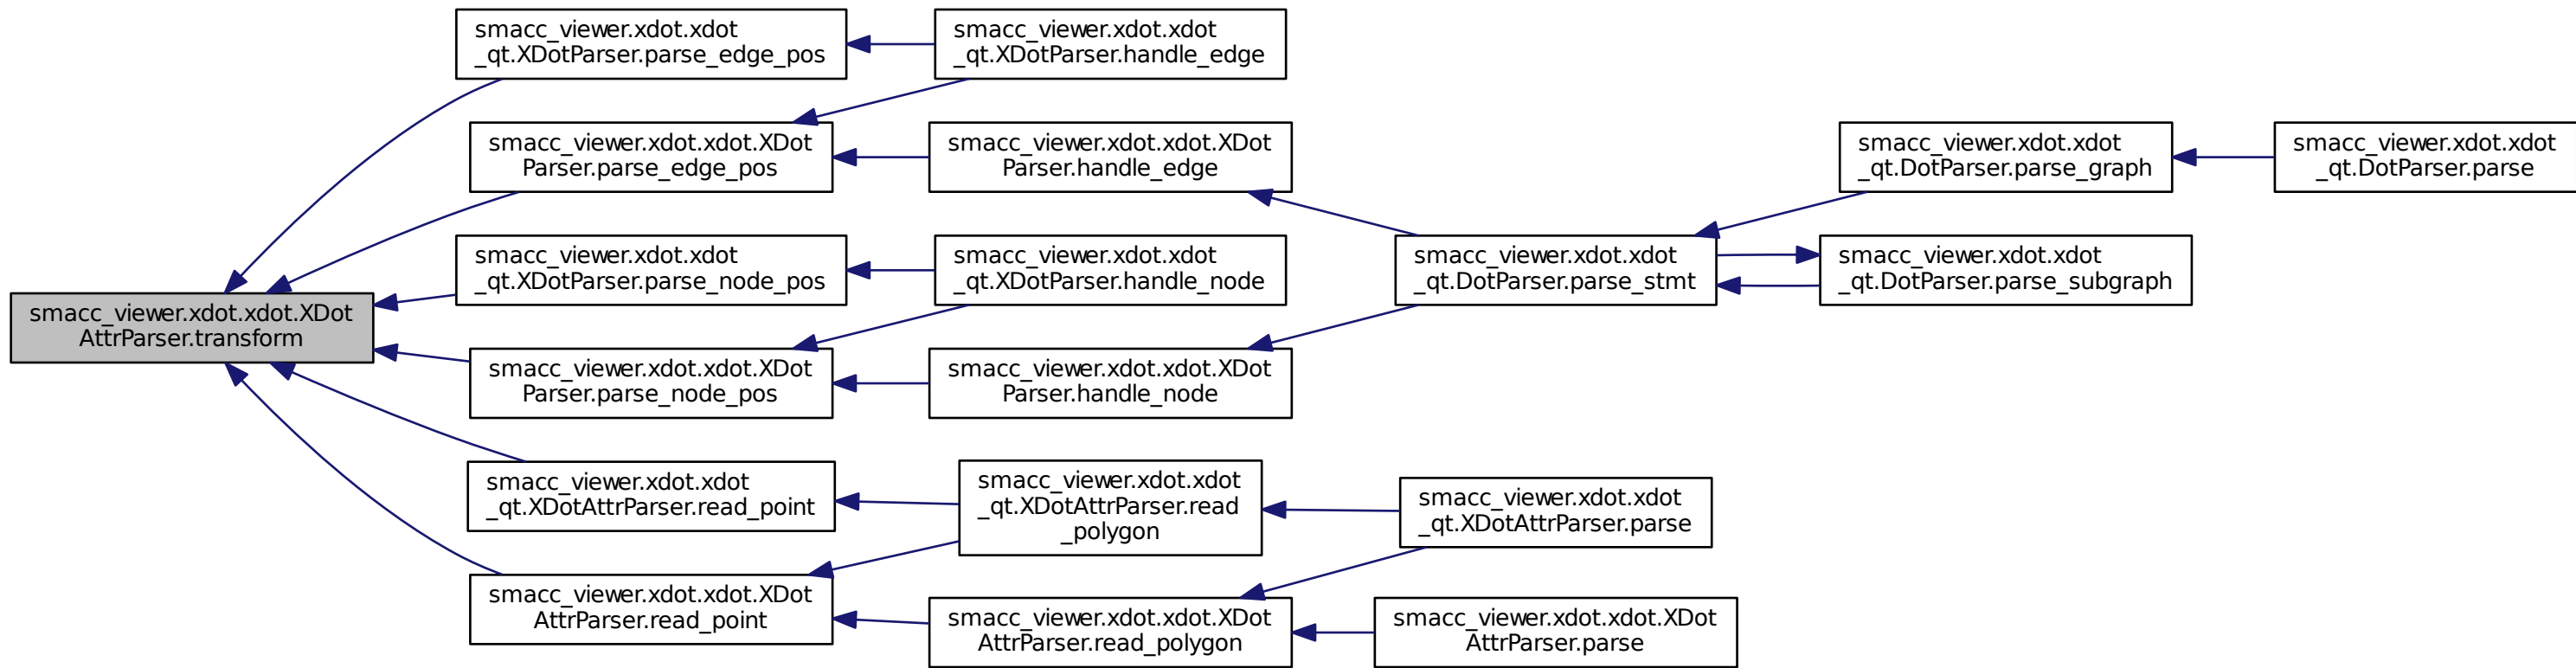 smacc_viewer.xdot.xdot
_qt.XDotParser.parse_edge_pos
smacc_viewer.xdot.xdot
_qt.XDotParser.handle_edge
smacc_viewer.xdot.xdot.XDot
Parser.parse_edge_pos
smacc_viewer.xdot.xdot.XDot
Parser.handle_edge
smacc_viewer.xdot.xdot
_qt.DotParser.parse_graph
smacc_viewer.xdot.xdot
_qt.DotParser.parse
smacc_viewer.xdot.xdot
_qt.XDotParser.parse_node_pos
smacc_viewer.xdot.xdot
_qt.XDotParser.handle_node
smacc_viewer.xdot.xdot
_qt.DotParser.parse_stmt
smacc_viewer.xdot.xdot
_qt.DotParser.parse_subgraph
smacc_viewer.xdot.xdot.XDot
AttrParser.transform
smacc_viewer.xdot.xdot.XDot
Parser.parse_node_pos
smacc_viewer.xdot.xdot.XDot
Parser.handle_node
smacc_viewer.xdot.xdot
_qt.XDotAttrParser.read_point
smacc_viewer.xdot.xdot
_qt.XDotAttrParser.read
_polygon
smacc_viewer.xdot.xdot
_qt.XDotAttrParser.parse
smacc_viewer.xdot.xdot.XDot
AttrParser.read_point
smacc_viewer.xdot.xdot.XDot
AttrParser.read_polygon
smacc_viewer.xdot.xdot.XDot
AttrParser.parse